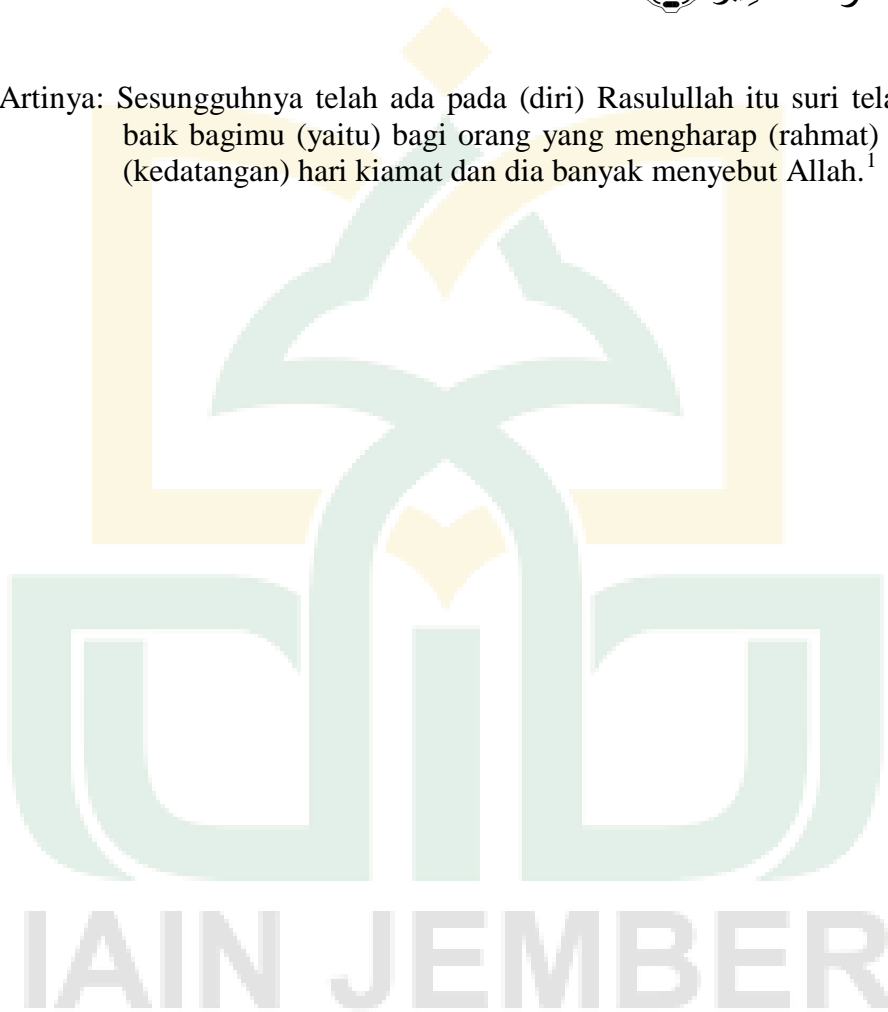 Artinya: Sesungguhnya telah ada pada (diri) Rasulullah itu suri
baik bagimu (yaitu) bagi orang yang mengharap (rahmat)
(kedatangan) hari kiamat dan dia banyak menyebut Allah.1
IAIN JEMBER